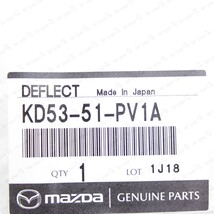 DEFLECT Made in Japan
KD53-51-PV1A
QTY 1 LOT 1J18
mazda GENUINE PARTS